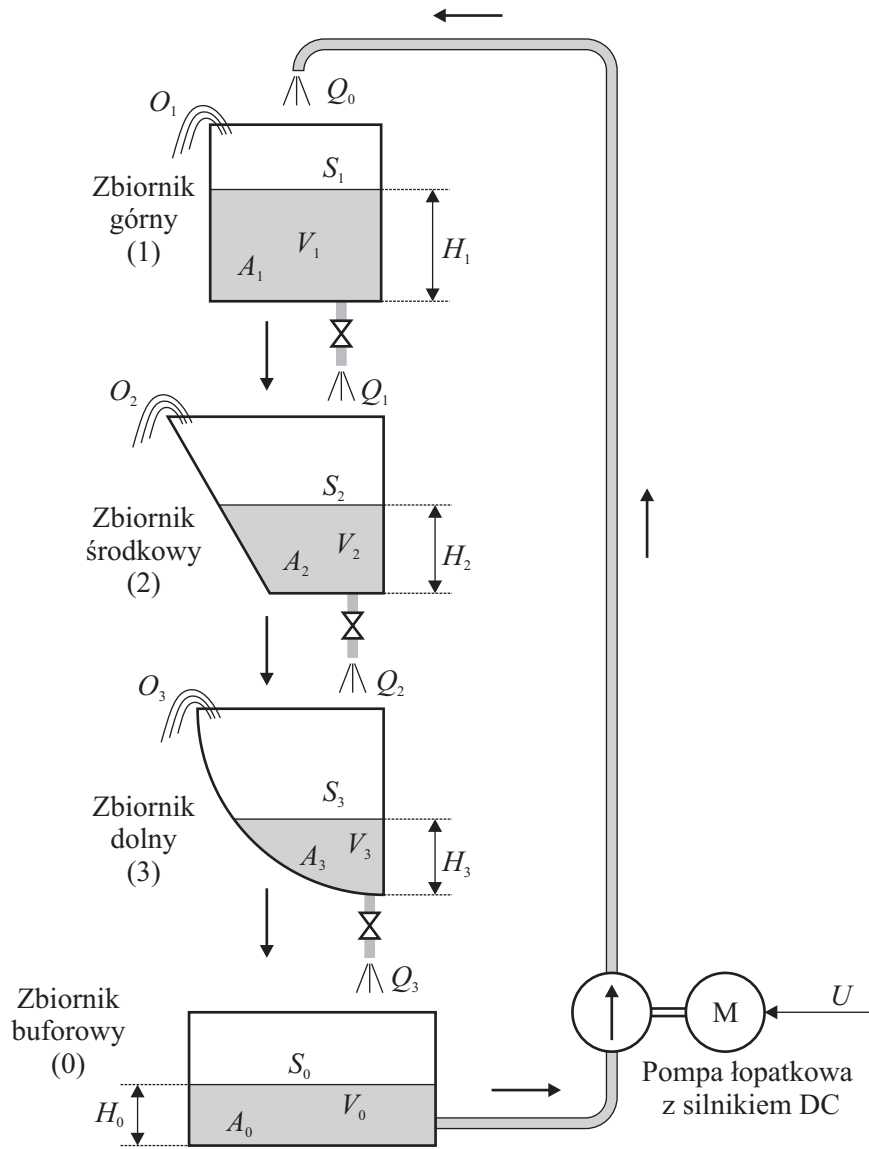 Q₀
O₁
S₁
Zbiornik
górny
(1)
V₁
H₁
A₁
Q₁
O₂
S₂
Zbiornik
środkowy
(2)
V₂
H₂
A₂
Q₂
O₃
S₃
Zbiornik
dolny
(3)
V₃
H₃
A₃
Q₃
Zbiornik
buforowy
(0)
M
U
S₀
Pompa łopatkowa
z silnikiem DC
H₀
V₀
A₀